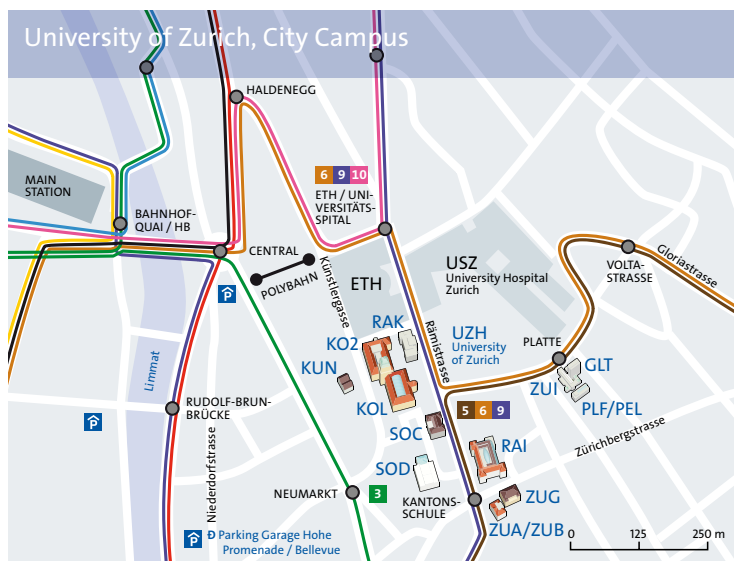 University of Zurich, City Campus
HALDENEGG
MAIN
STATION
6 9 10
ETH / UNI-
VERSITÄTS-
SPITAL
BAHNHOF-
QUAI / HB
CENTRAL
POLYBAHN
Künstlergasse
ETH
USZ
University Hospital
Zurich
VOLTA-
STRASSE
Gloriastrasse
P
RAK
KO2
KUN
KOL
Rämistrasse
UZH
University
of Zurich
PLATTE
GLT
ZUI
PLF/PEL
Limmat
RUDOLF-BRUN-
BRÜCKE
P
Niederdorfstrasse
5 6 9
SOC
SOD
RAI
Zürichbergstrasse
NEUMARKT
3
KANTONS-
SCHULE
ZUG
ZUA/ZUB
P
Ð Parking Garage Hohe
Promenade / Bellevue
0 125 250 m